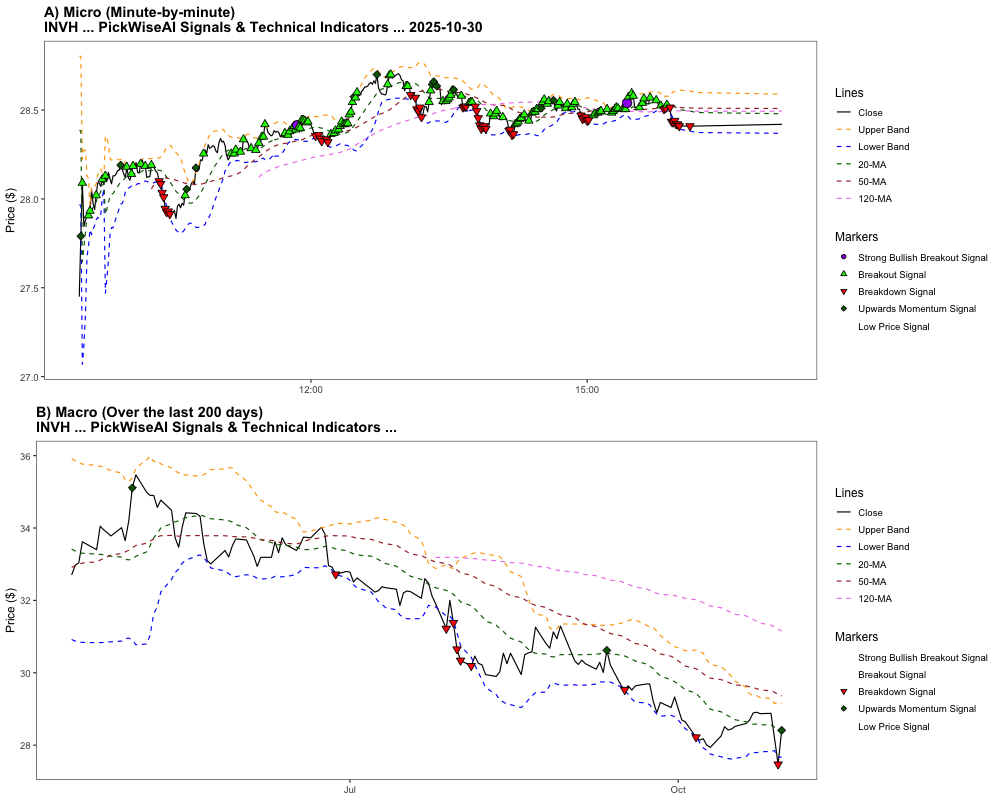 A) Micro (Minute-by-minute)
INVH ... PickWiseAI Signals & Technical Indicators ... 2025-10-30
Price ($)
28.5
28.0
27.5
27.0
12:00
15:00
Lines
Close
Upper Band
Lower Band
20-MA
50-MA
120-MA
Markers
Strong Bullish Breakout Signal
Breakout Signal
Breakdown Signal
Upwards Momentum Signal
Low Price Signal
B) Macro (Over the last 200 days)
INVH ... PickWiseAI Signals & Technical Indicators ...
Price ($)
36
34
32
30
28
Jul
Oct
Lines
Close
Upper Band
Lower Band
20-MA
50-MA
120-MA
Markers
Strong Bullish Breakout Signal
Breakout Signal
Breakdown Signal
Upwards Momentum Signal
Low Price Signal